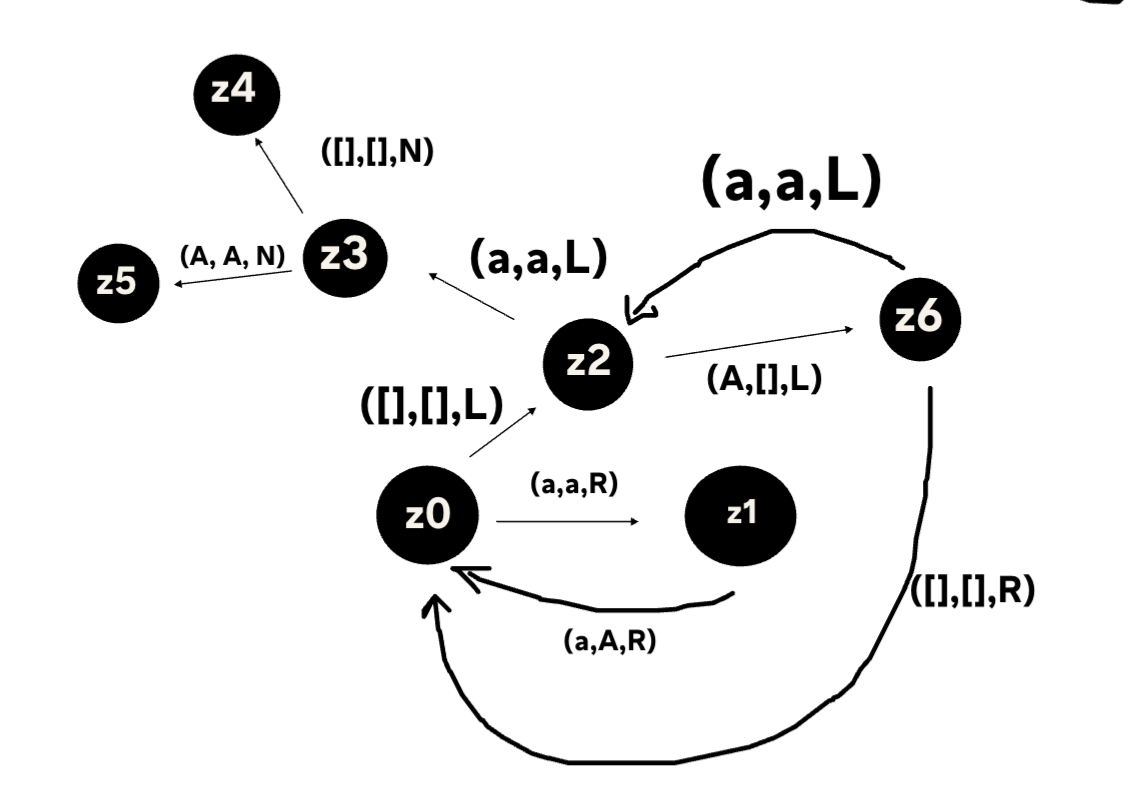 z4
([],[],N)
(a,a,L)
(A, A, N)
z3
(a,a,L)
z5
z6
z2
(A,[],L)
([],[],L)
(a,a,R)
z0
z1
([],[],R)
(a,A,R)